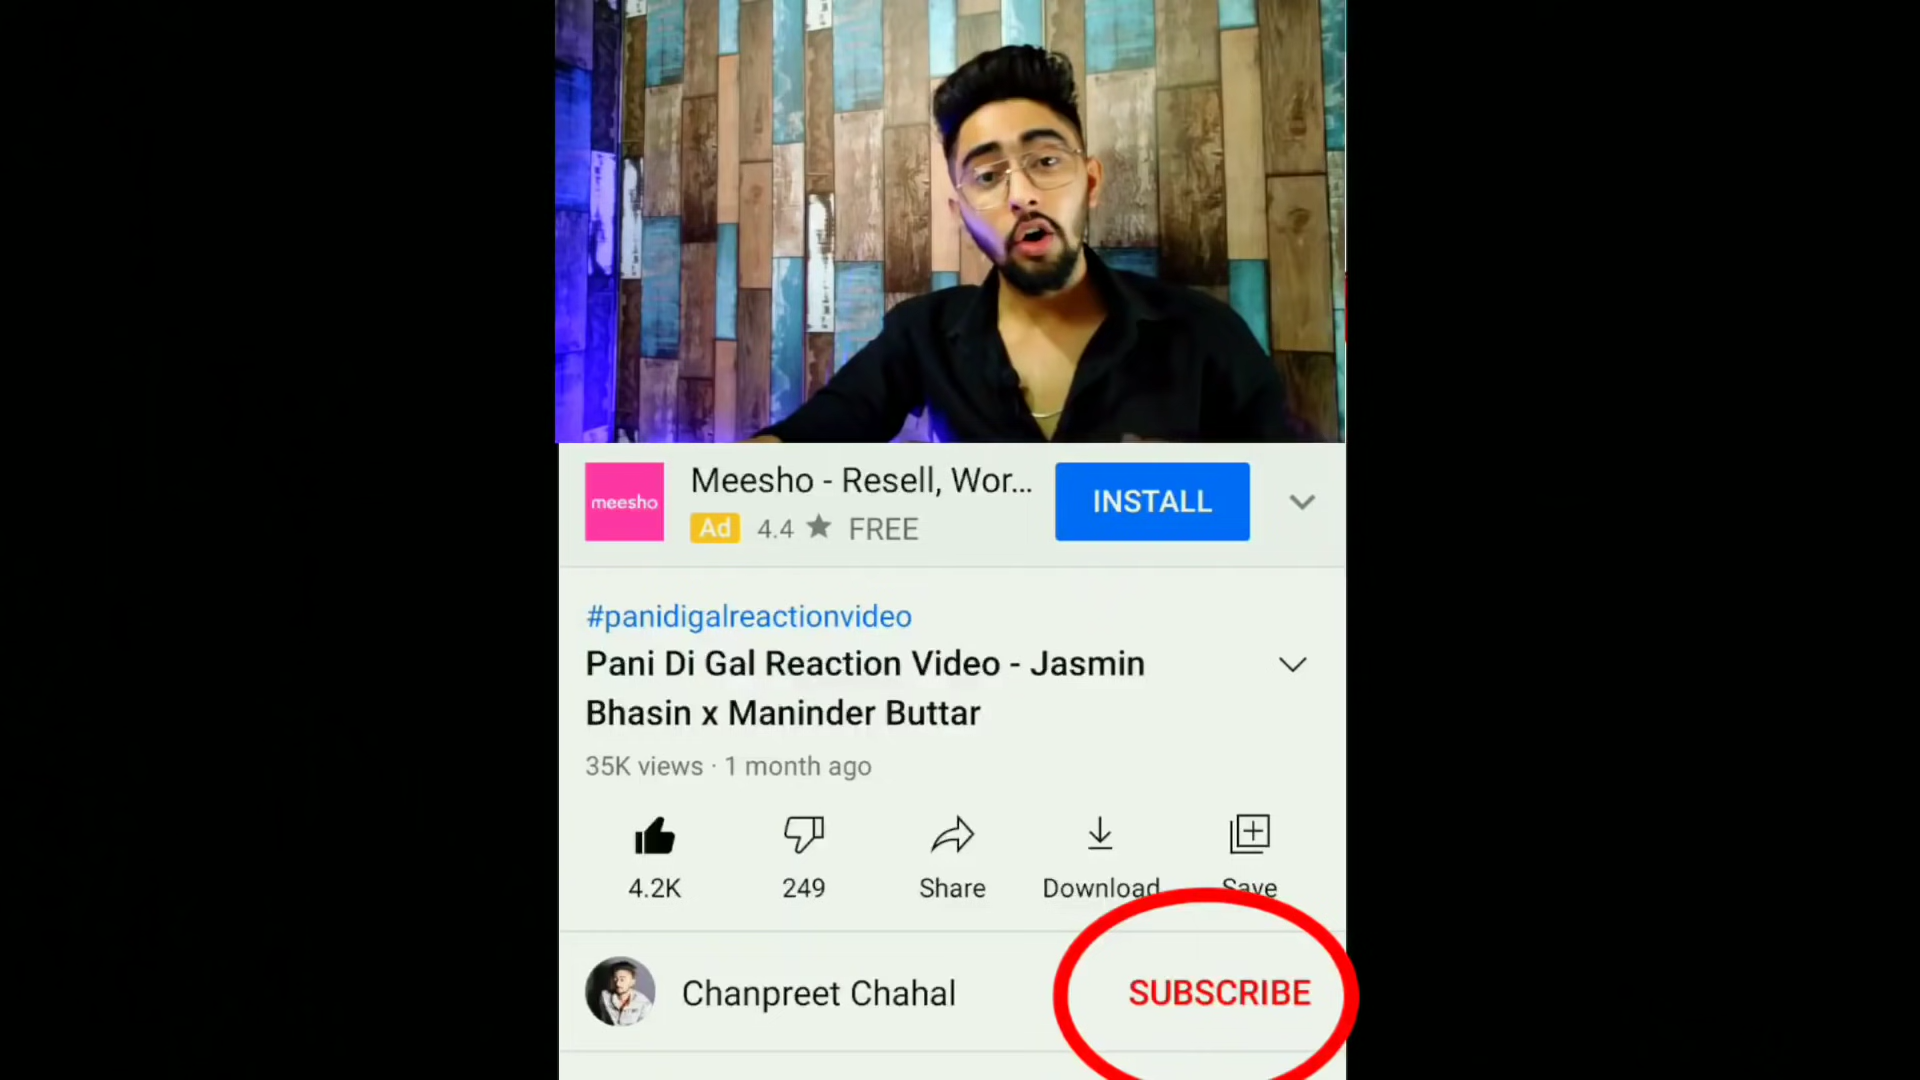 meesho
Meesho - Resell, Wor...
INSTALL
Ad 4.4 ★ FREE
#panidigalreactionvideo
Pani Di Gal Reaction Video - Jasmin
Bhasin x Maninder Buttar
35K views · 1 month ago
4.2K
249
Share
Download
Save
Chanpreet Chahal
SUBSCRIBE